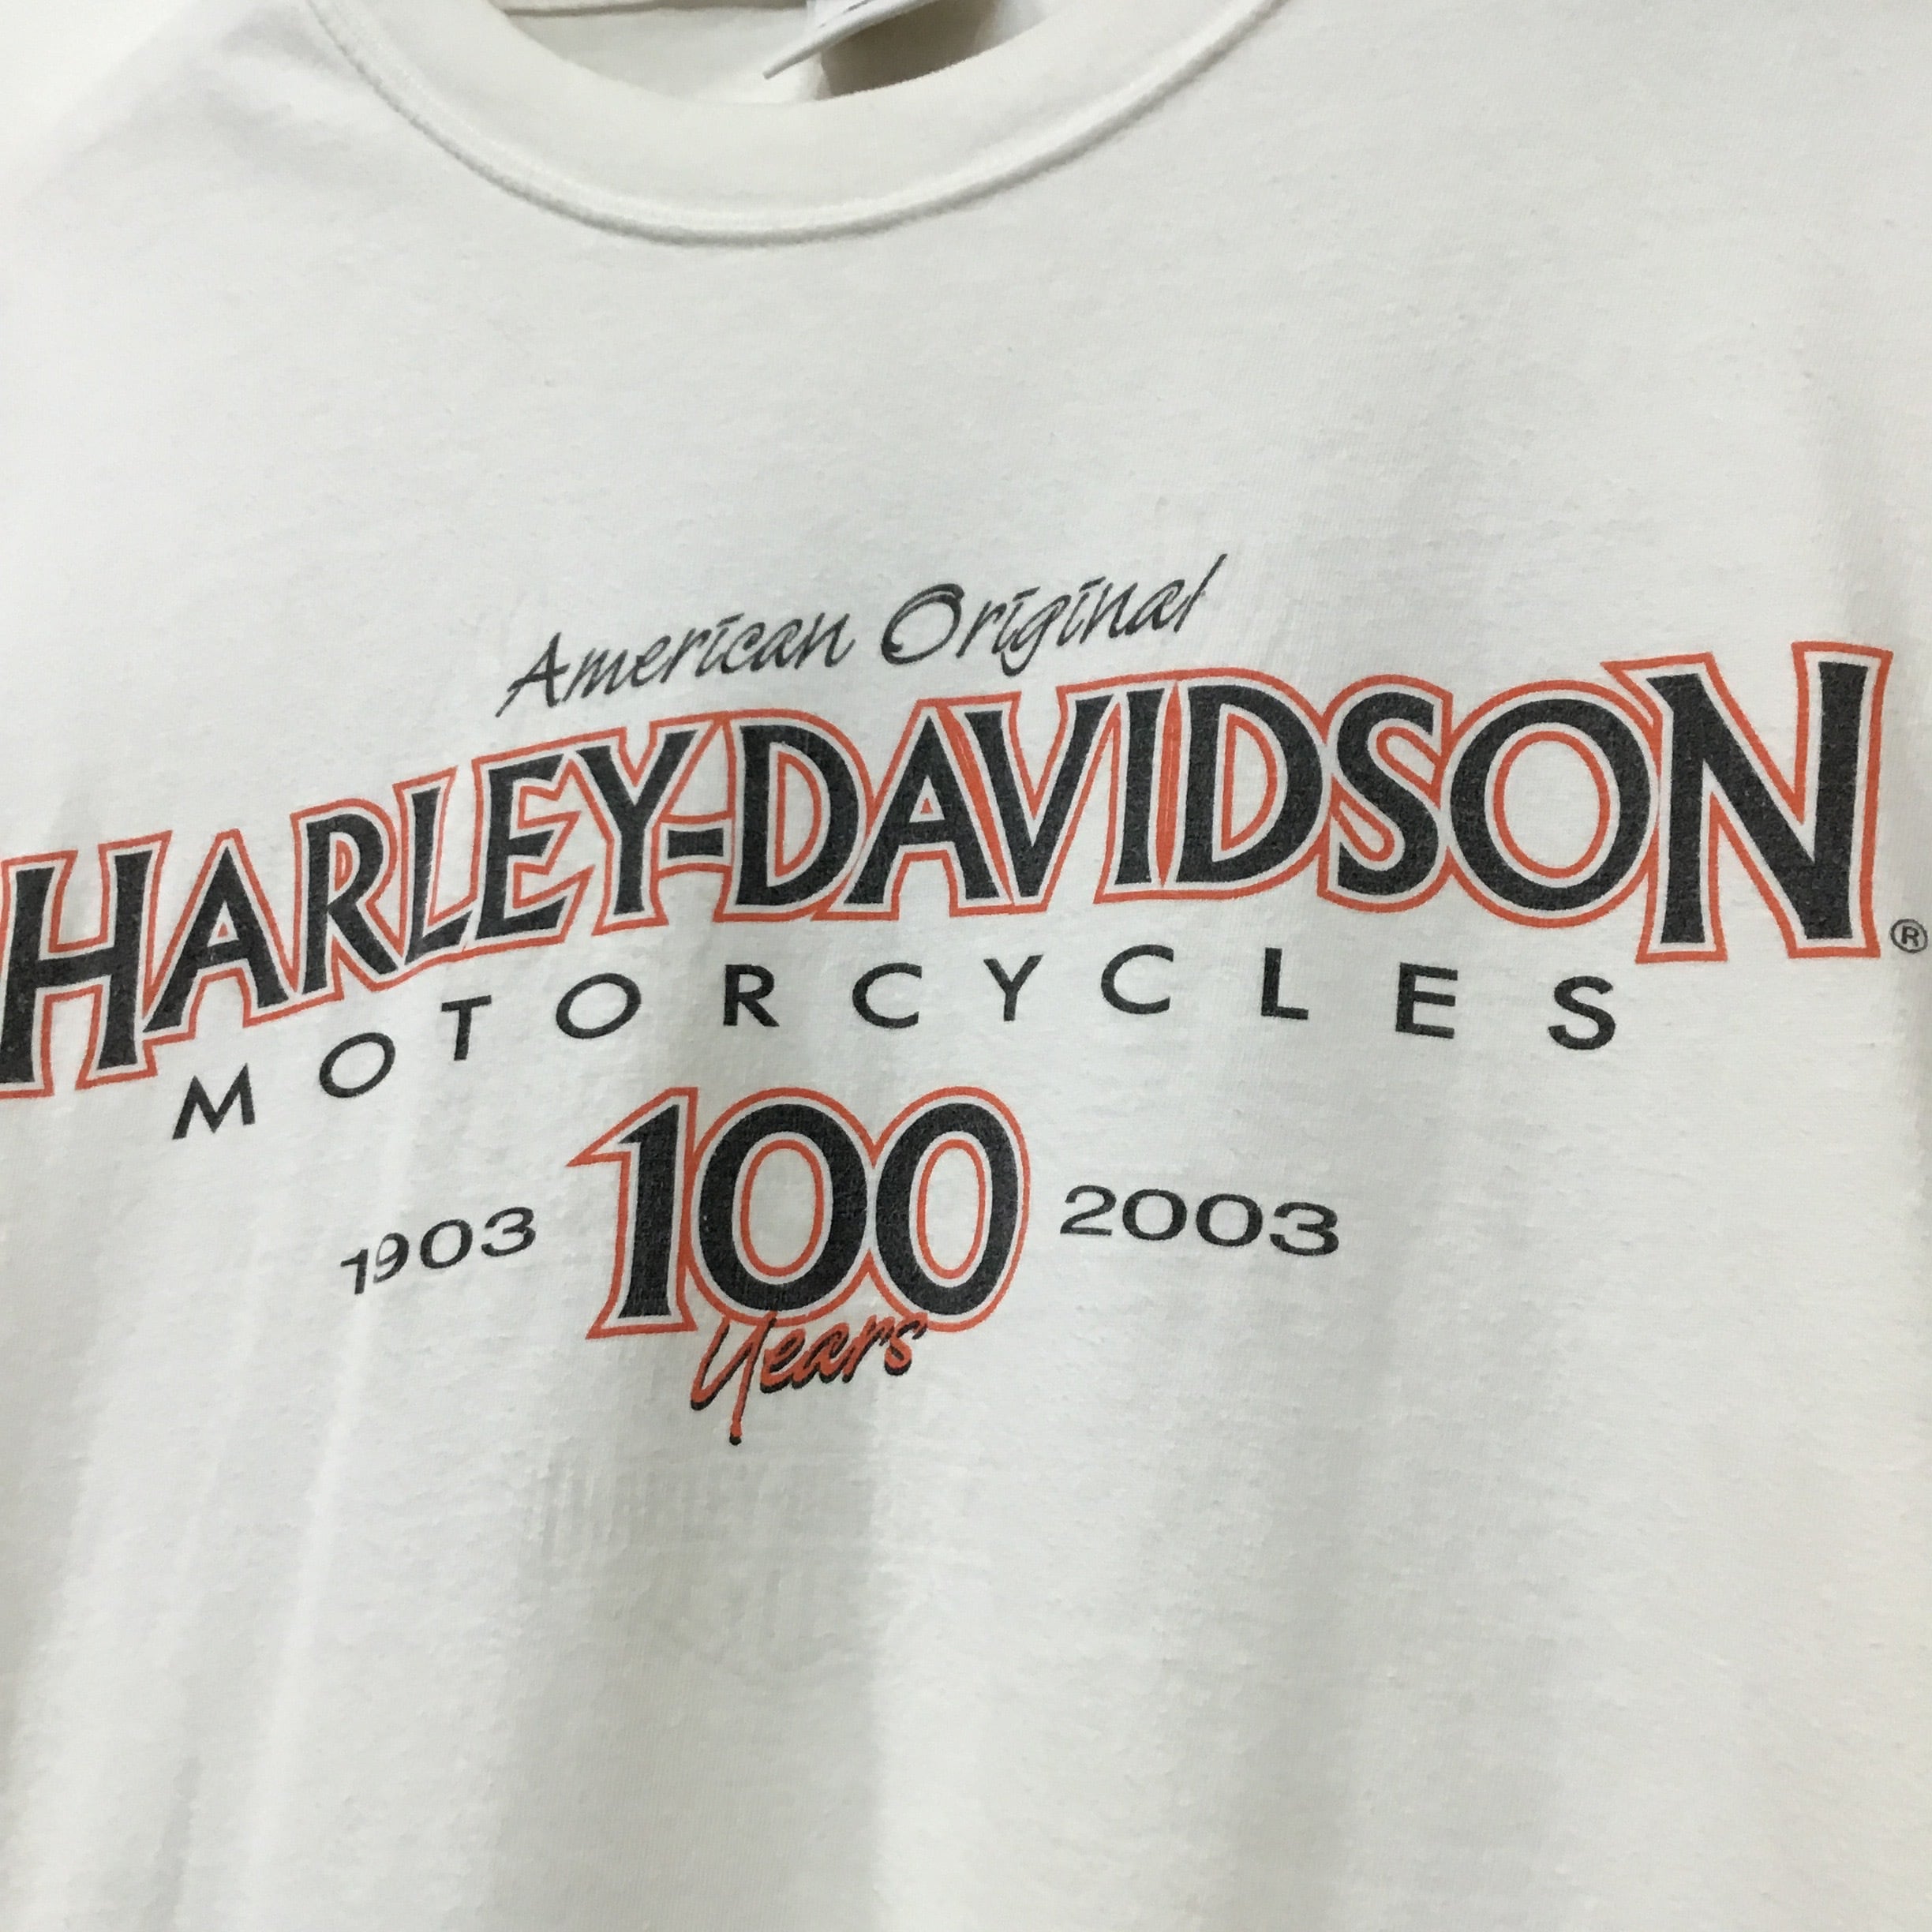 American Original
HARLEY-DAVIDSON®
MOTORCYCLES
1903 100 2003
Years